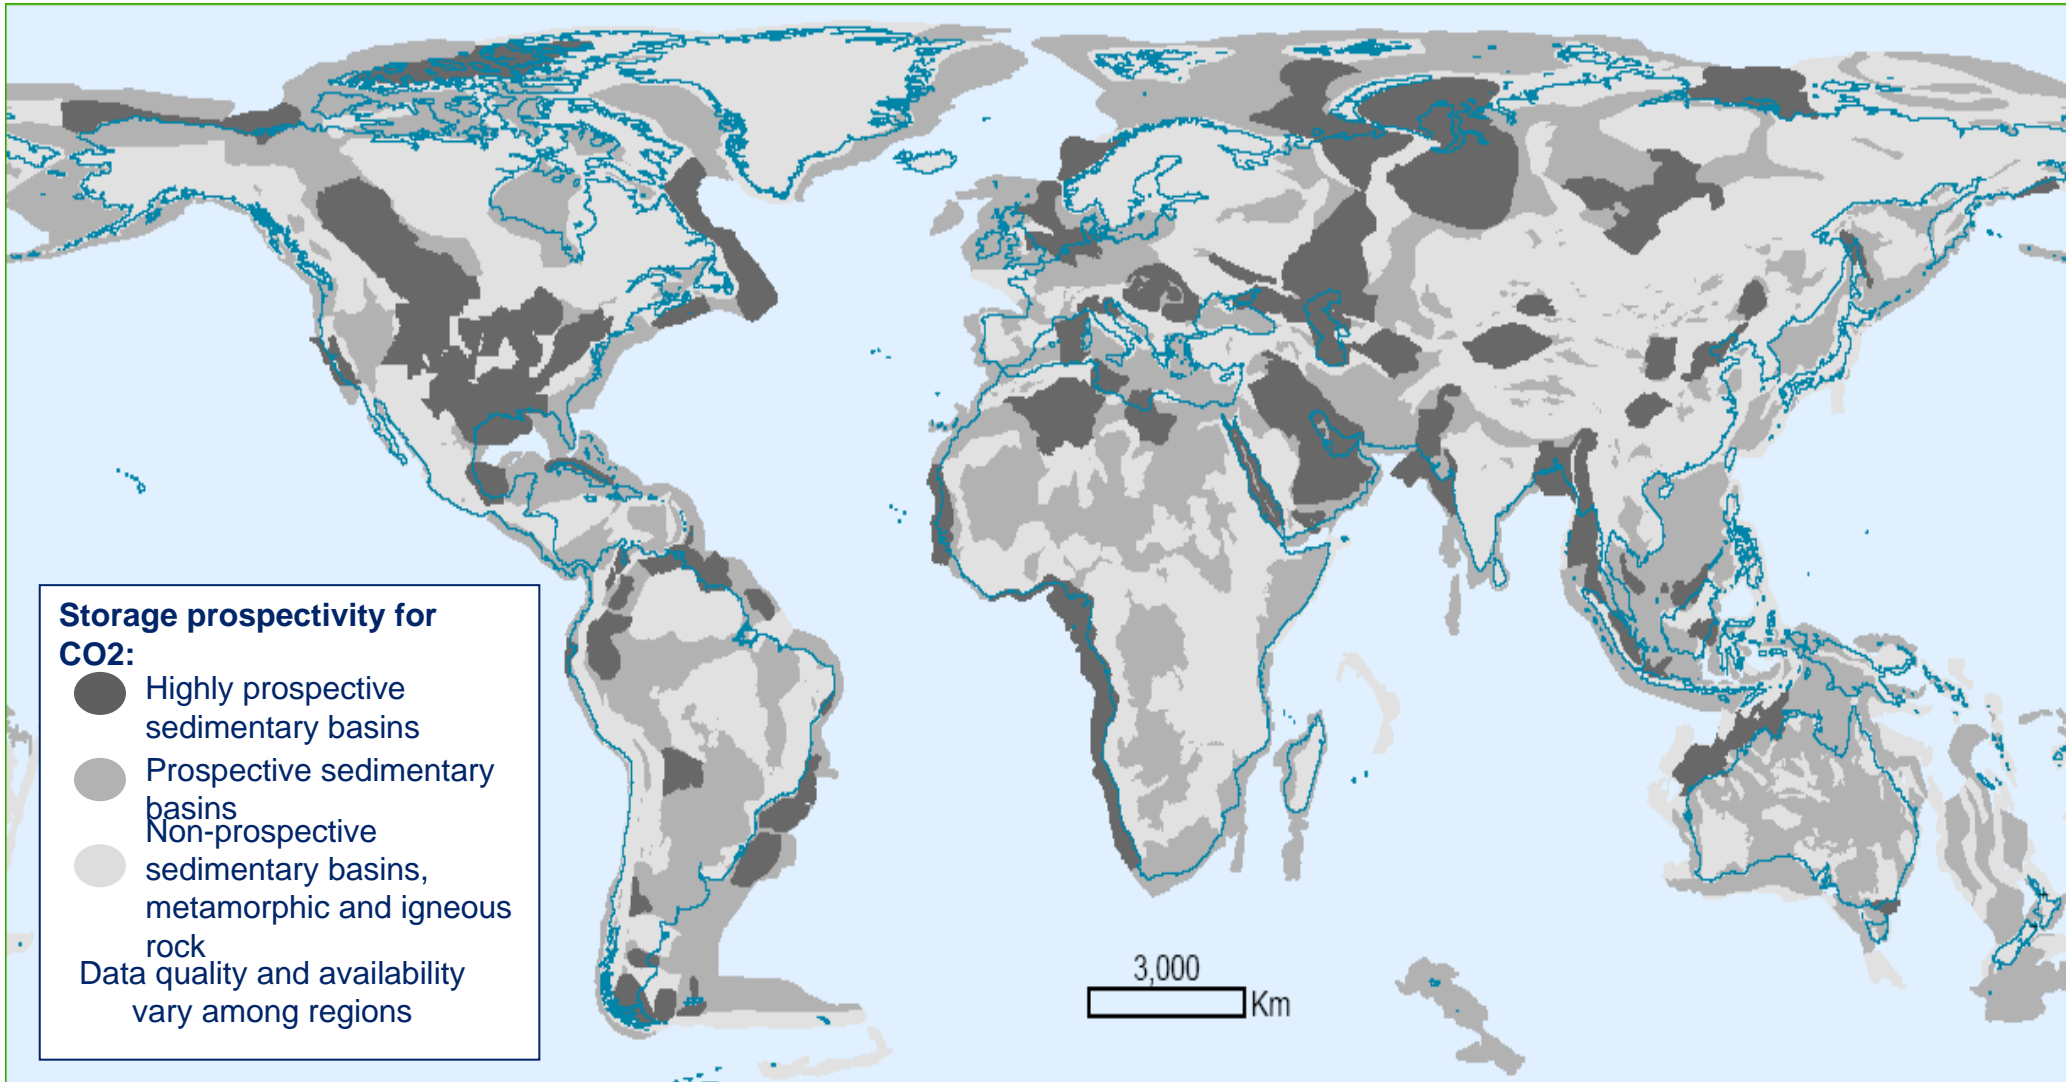 Storage prospectivity for
CO2:
Highly prospective
sedimentary basins
Prospective sedimentary
basins
Non-prospective
sedimentary basins,
metamorphic and igneous
rock
Data quality and availability
vary among regions
3,000
Km